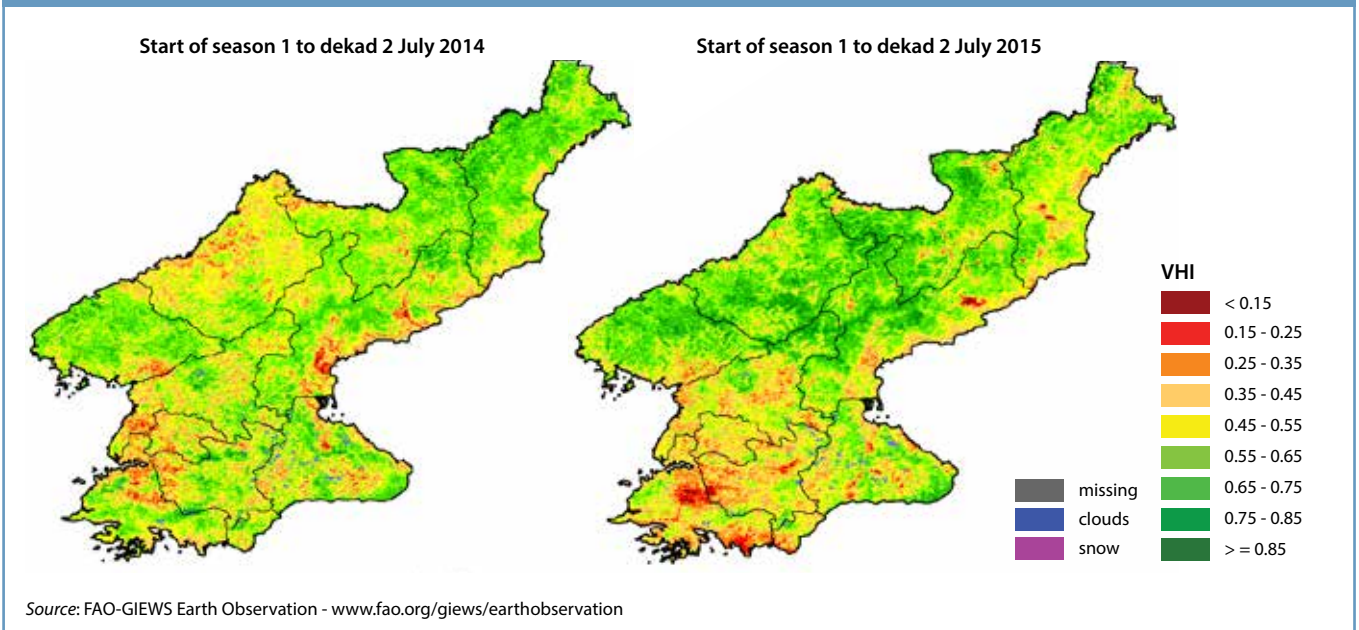 Start of season 1 to dekad 2 July 2014
Start of season 1 to dekad 2 July 2015
VHI
< 0.15
0.15 - 0.25
0.25 - 0.35
0.35 - 0.45
0.45 - 0.55
0.55 - 0.65
0.65 - 0.75
0.75 - 0.85
> = 0.85
missing
clouds
snow
Source: FAO-GIEWS Earth Observation - www.fao.org/giews/earthobservation